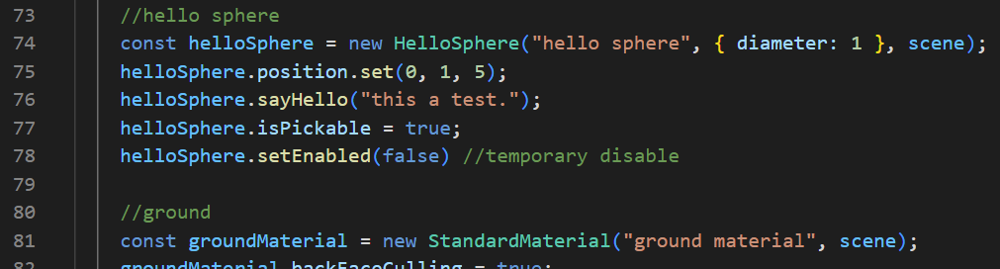 73 //hello sphere
74 const helloSphere = new HelloSphere("hello sphere", { diameter: 1 }, scene);
75 helloSphere.position.set(0, 1, 5);
76 helloSphere.sayHello("this a test.");
77 helloSphere.isPickable = true;
78 helloSphere.setEnabled(false) //temporary disable
79
80 //ground
81 const groundMaterial = new StandardMaterial("ground material", scene);
82 groundMaterial.backFaceCulling = true;